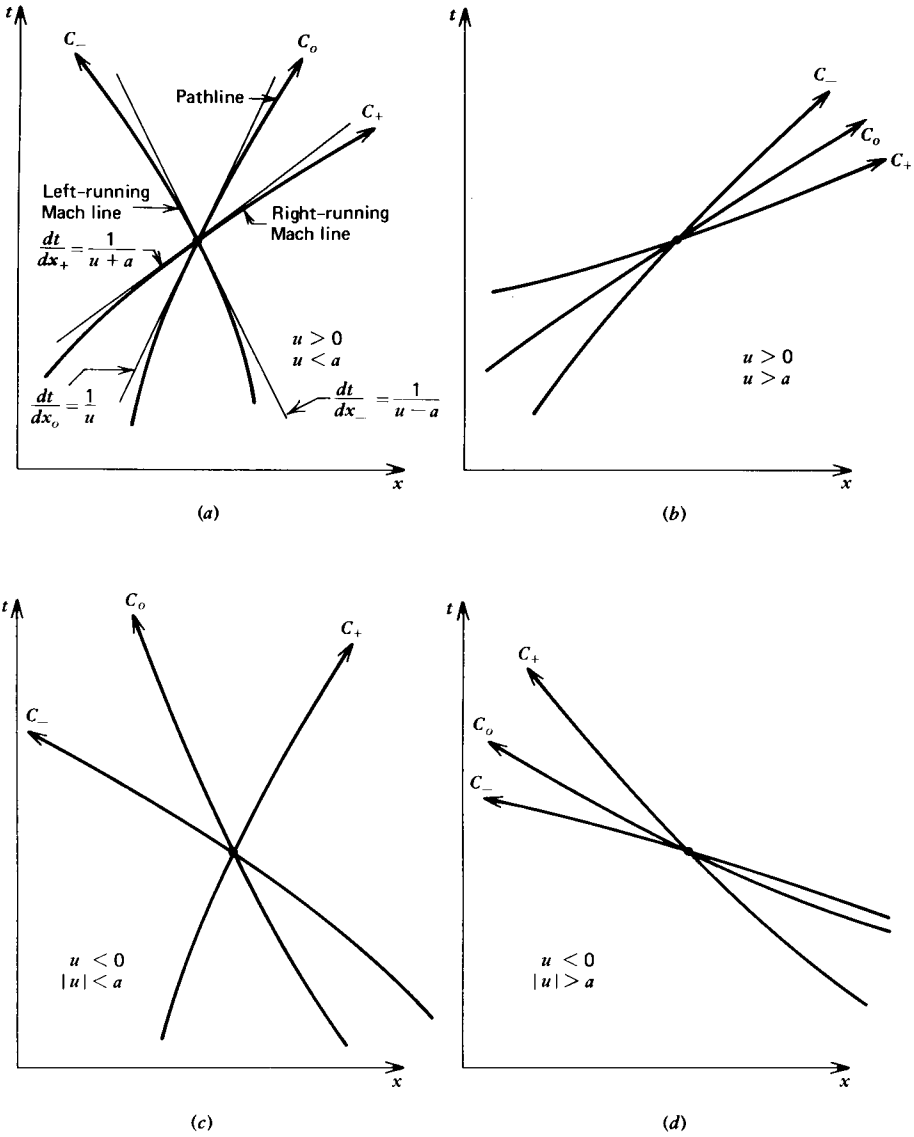 t
C₋
C₀
Pathline
C₊
Left-running
Mach line
Right-running
Mach line
dt/dx₊ = 1/(u + a)
u > 0
u < a
dt/dx₀ = 1/u
dt/dx₋ = 1/(u − a)
x
(a)
t
C₋
C₀
C₊
u > 0
u > a
x
(b)
t
C₀
C₊
C₋
u < 0
|u| < a
x
(c)
t
C₊
C₀
C₋
u < 0
|u| > a
x
(d)